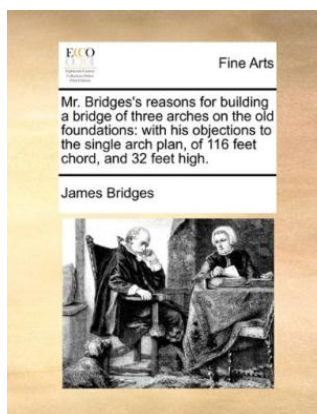 ECCO
Fine Arts
Mr. Bridges's reasons for building
a bridge of three arches on the old
foundations: with his objections to
the single arch plan, of 116 feet
chord, and 32 feet high.
James Bridges